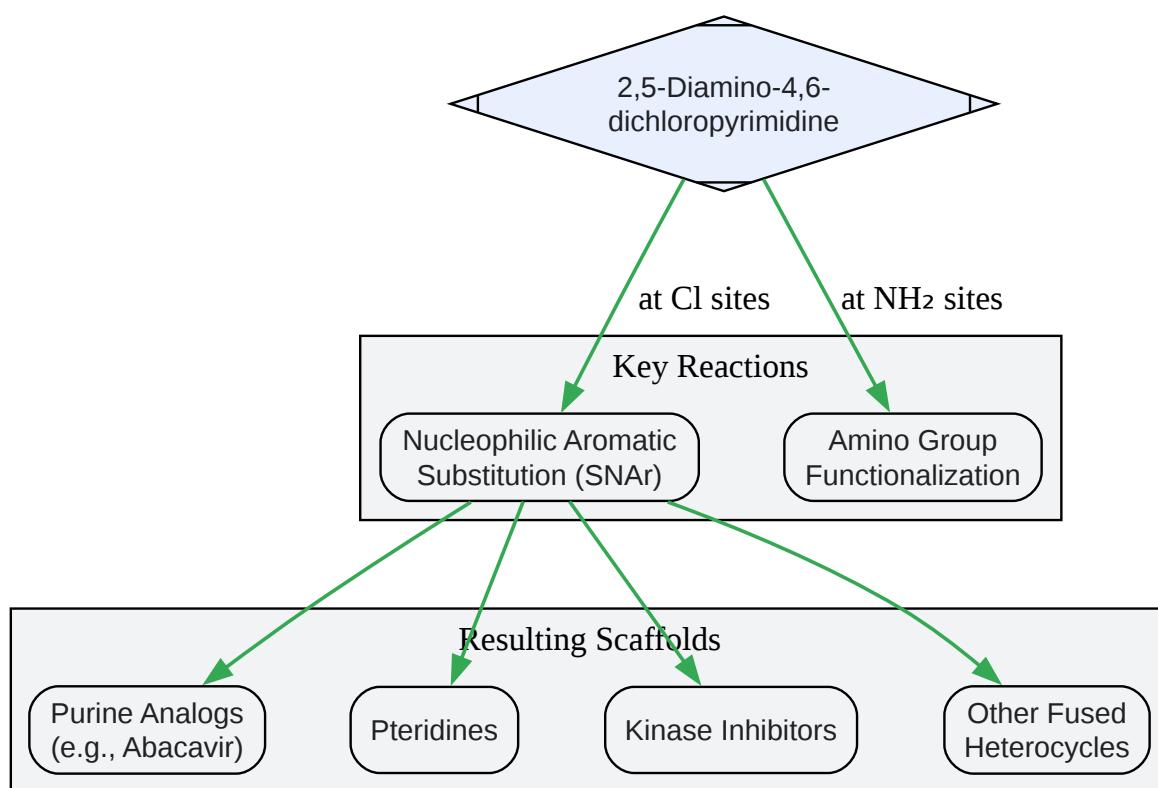 2,5-Diamino-4,6-
dichloropyrimidine
at Cl sites
at NH₂ sites
Key Reactions
Nucleophilic Aromatic
Substitution (SNAr)
Amino Group
Functionalization
Resulting Scaffolds
Purine Analogs
(e.g., Abacavir)
Pteridines
Kinase Inhibitors
Other Fused
Heterocycles